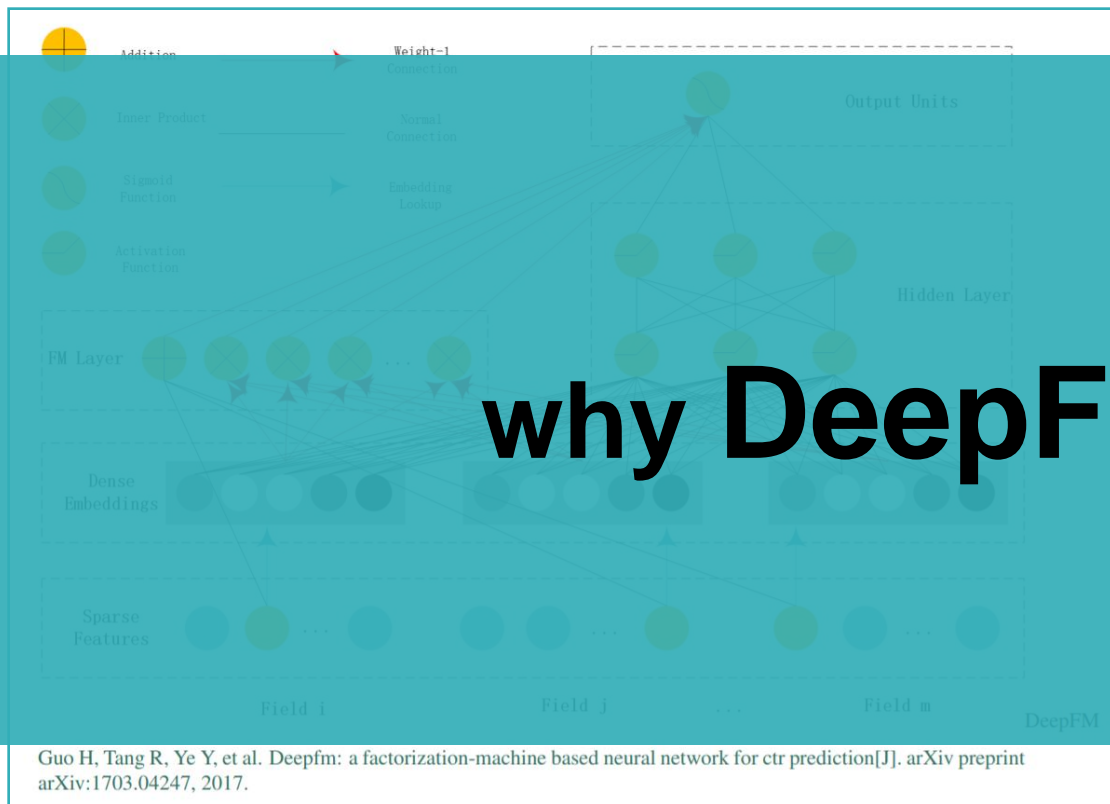 Addition
Weight-1
Connection
Output Units
Inner Product
Normal
Connection
Sigmoid
Function
Embedding
Lookup
Activation
Function
Hidden Layer
FM Layer
...
why DeepF
Dense
Embeddings
Sparse
Features
...
...
...
Field i
Field j
...
Field m
DeepFM
Guo H, Tang R, Ye Y, et al. Deepfm: a factorization-machine based neural network for ctr prediction[J]. arXiv preprint
arXiv:1703.04247, 2017.